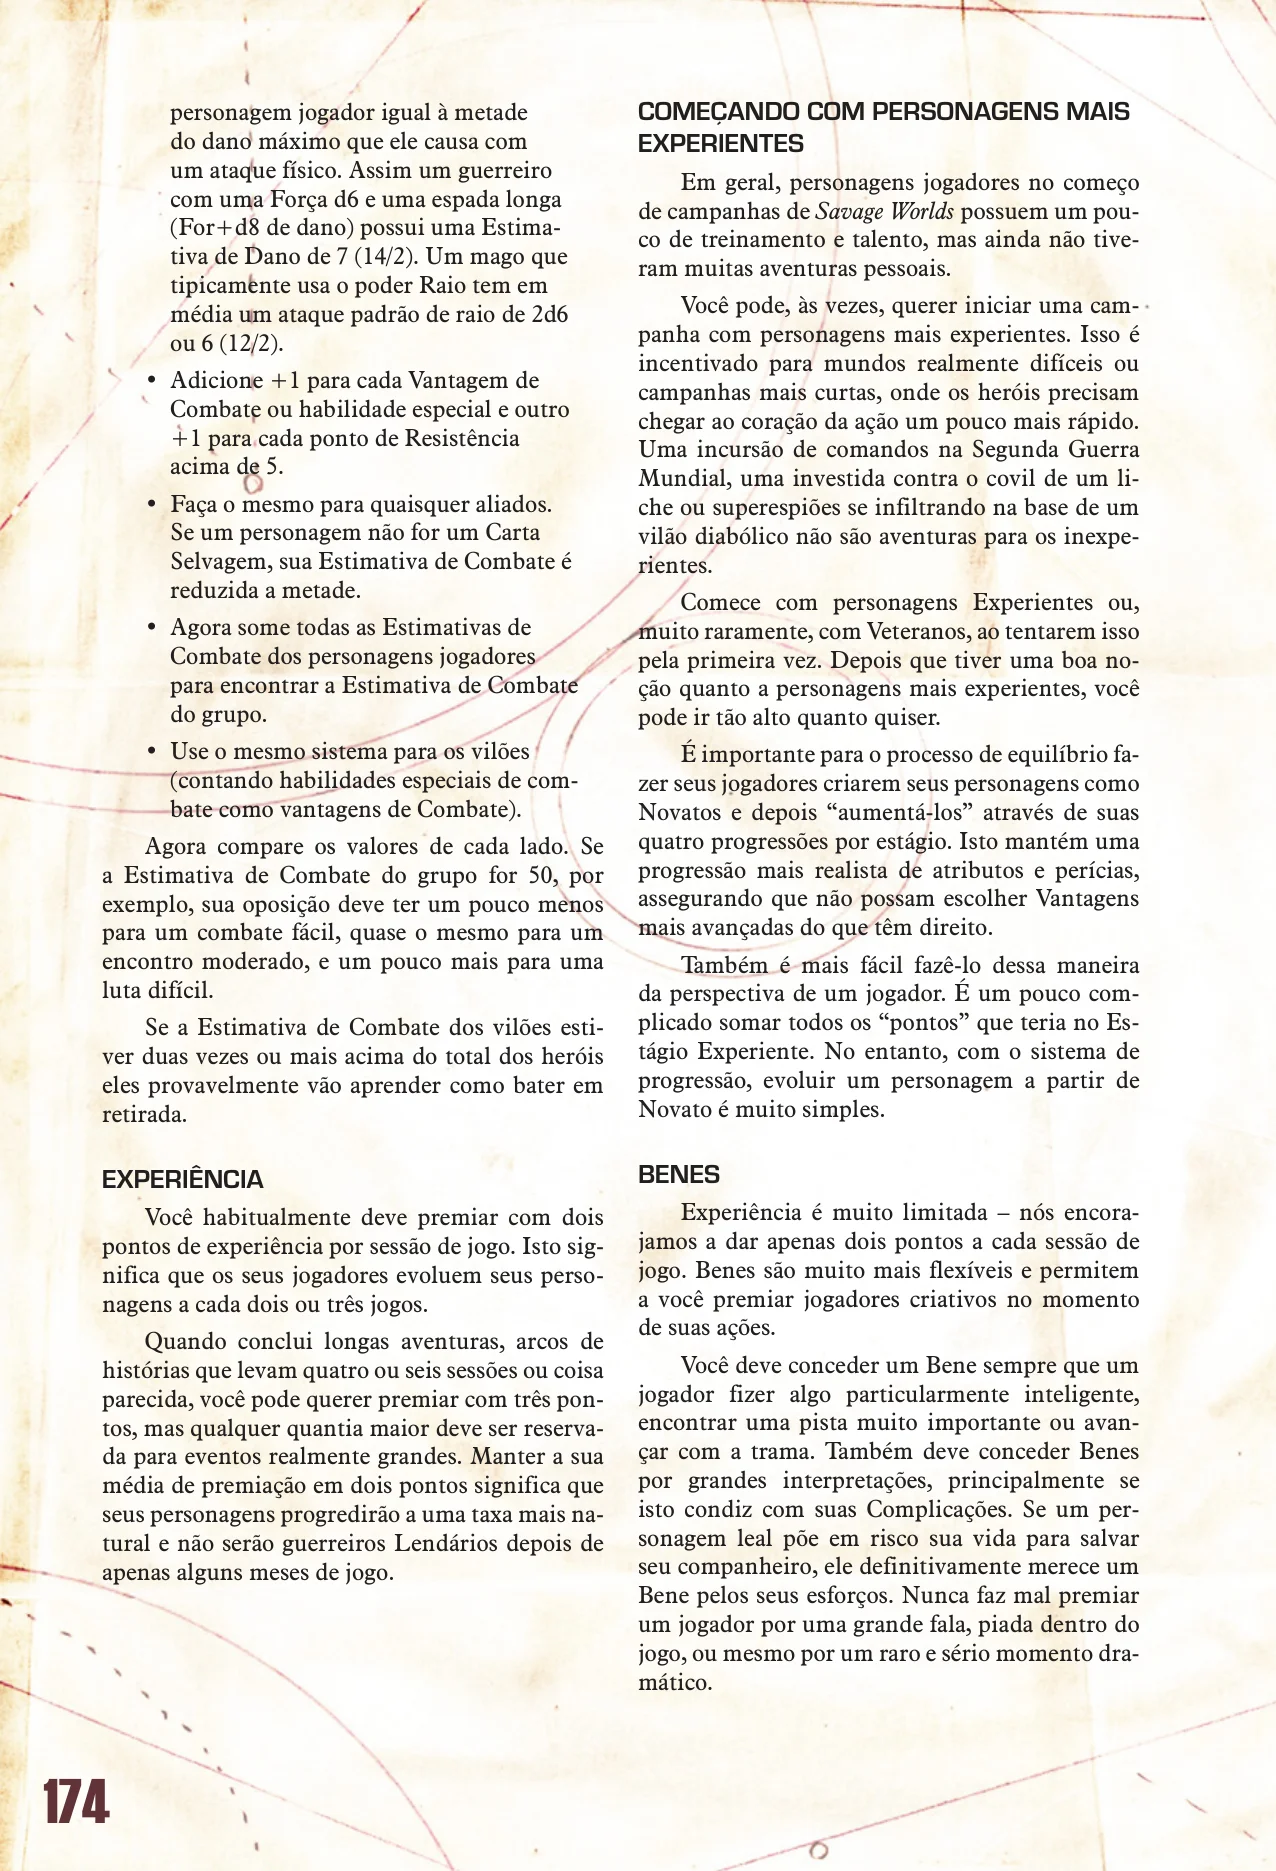 personagem jogador igual à metade
do dano máximo que ele causa com
um ataque físico. Assim um guerreiro
com uma Força d6 e uma espada longa
(For+d8 de dano) possui uma Estima-
tiva de Dano de 7 (14/2). Um mago que
tipicamente usa o poder Raio tem em
média um ataque padrão de raio de 2d6
ou 6 (12/2).
• Adicione +1 para cada Vantagem de
Combate ou habilidade especial e outro
+1 para cada ponto de Resistência
acima de 5.
• Faça o mesmo para quaisquer aliados.
Se um personagem não for um Carta
Selvagem, sua Estimativa de Combate é
reduzida a metade.
• Agora some todas as Estimativas de
Combate dos personagens jogadores
para encontrar a Estimativa de Combate
do grupo.
• Use o mesmo sistema para os vilões
(contando habilidades especiais de com-
bate como vantagens de Combate).
Agora compare os valores de cada lado. Se
a Estimativa de Combate do grupo for 50, por
exemplo, sua oposição deve ter um pouco menos
para um combate fácil, quase o mesmo para um
encontro moderado, e um pouco mais para uma
luta difícil.
Se a Estimativa de Combate dos vilões esti-
ver duas vezes ou mais acima do total dos heróis
eles provavelmente vão aprender como bater em
retirada.
EXPERIÊNCIA
Você habitualmente deve premiar com dois
pontos de experiência por sessão de jogo. Isto sig-
nifica que os seus jogadores evoluem seus perso-
nagens a cada dois ou três jogos.
Quando conclui longas aventuras, arcos de
histórias que levam quatro ou seis sessões ou coisa
parecida, você pode querer premiar com três pon-
tos, mas qualquer quantia maior deve ser reserva-
da para eventos realmente grandes. Manter a sua
média de premiação em dois pontos significa que
seus personagens progredirão a uma taxa mais na-
tural e não serão guerreiros Lendários depois de
apenas alguns meses de jogo.
COMEÇANDO COM PERSONAGENS MAIS
EXPERIENTES
Em geral, personagens jogadores no começo
de campanhas de Savage Worlds possuem um pou-
co de treinamento e talento, mas ainda não tive-
ram muitas aventuras pessoais.
Você pode, às vezes, querer iniciar uma cam-
panha com personagens mais experientes. Isso é
incentivado para mundos realmente difíceis ou
campanhas mais curtas, onde os heróis precisam
chegar ao coração da ação um pouco mais rápido.
Uma incursão de comandos na Segunda Guerra
Mundial, uma investida contra o covil de um li-
che ou superespiões se infiltrando na base de um
vilão diabólico não são aventuras para os inexpe-
rientes.
Comece com personagens Experientes ou,
muito raramente, com Veteranos, ao tentarem isso
pela primeira vez. Depois que tiver uma boa no-
ção quanto a personagens mais experientes, você
pode ir tão alto quanto quiser.
É importante para o processo de equilíbrio fa-
zer seus jogadores criarem seus personagens como
Novatos e depois “aumentá-los” através de suas
quatro progressões por estágio. Isto mantém uma
progressão mais realista de atributos e perícias,
assegurando que não possam escolher Vantagens
mais avançadas do que têm direito.
Também é mais fácil fazê-lo dessa maneira
da perspectiva de um jogador. É um pouco com-
plicado somar todos os “pontos” que teria no Es-
tágio Experiente. No entanto, com o sistema de
progressão, evoluir um personagem a partir de
Novato é muito simples.
BENES
Experiência é muito limitada – nós encora-
jamos a dar apenas dois pontos a cada sessão de
jogo. Benes são muito mais flexíveis e permitem
a você premiar jogadores criativos no momento
de suas ações.
Você deve conceder um Bene sempre que um
jogador fizer algo particularmente inteligente,
encontrar uma pista muito importante ou avan-
çar com a trama. Também deve conceder Benes
por grandes interpretações, principalmente se
isto condiz com suas Complicações. Se um per-
sonagem leal põe em risco sua vida para salvar
seu companheiro, ele definitivamente merece um
Bene pelos seus esforços. Nunca faz mal premiar
um jogador por uma grande fala, piada dentro do
jogo, ou mesmo por um raro e sério momento dra-
mático.
174